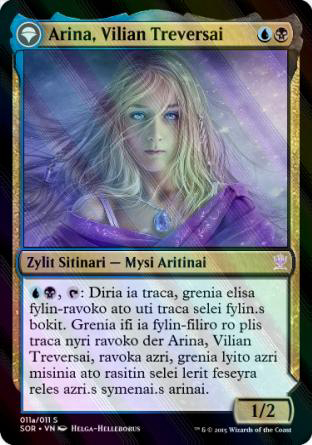 Arina, Vilian Treversai
Zylit Sitinari — Mysi Aritinai
: Diria ia traca, grenia elisa
fylin-ravoko ato uti traca selei fylin.s
bokit. Grenia ifi ia fylin-filiro ro plis
traca nyri ravoko der Arina, Vilian
Treversai, ravoka azri, grenia lyito azri
misinia ato rasitin selei lerit feseyra
reles azri.s symenai.s arinai.
1/2
011a/011 S
SOR • VN Helga-Helleborus
™ & © 2015 Wizards of the Coast